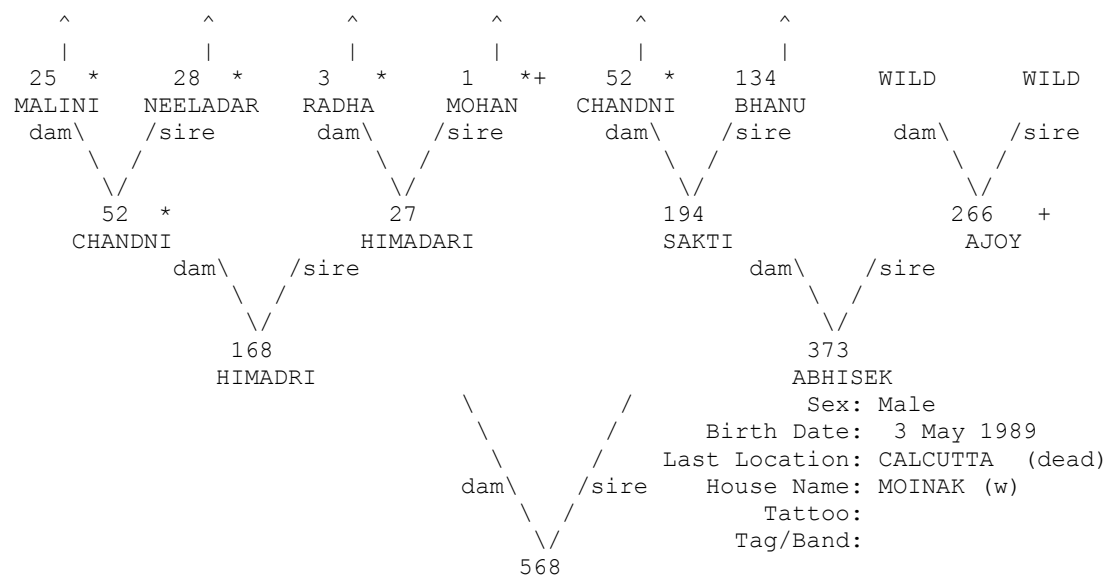 ^ ^ ^ ^ ^ ^
| | | | | |
25 * 28 * 3 * 1 *+ 52 * 134 WILD WILD
MALINI NEELADAR RADHA MOHAN CHANDNI BHANU
dam\ /sire dam\ /sire dam\ /sire dam\ /sire
\ / \ / \ / \ /
\/ \/ \/ \/
52 * 27 194 266 +
CHANDNI HIMADARI SAKTI AJOY
dam\ /sire dam\ /sire
\ / \ /
\/ \/
168 373
HIMADRI ABHISEK
\ / Sex: Male
\ / Birth Date: 3 May 1989
\ / Last Location: CALCUTTA (dead)
dam\ /sire House Name: MOINAK (w)
\ / Tattoo:
\/ Tag/Band:
568